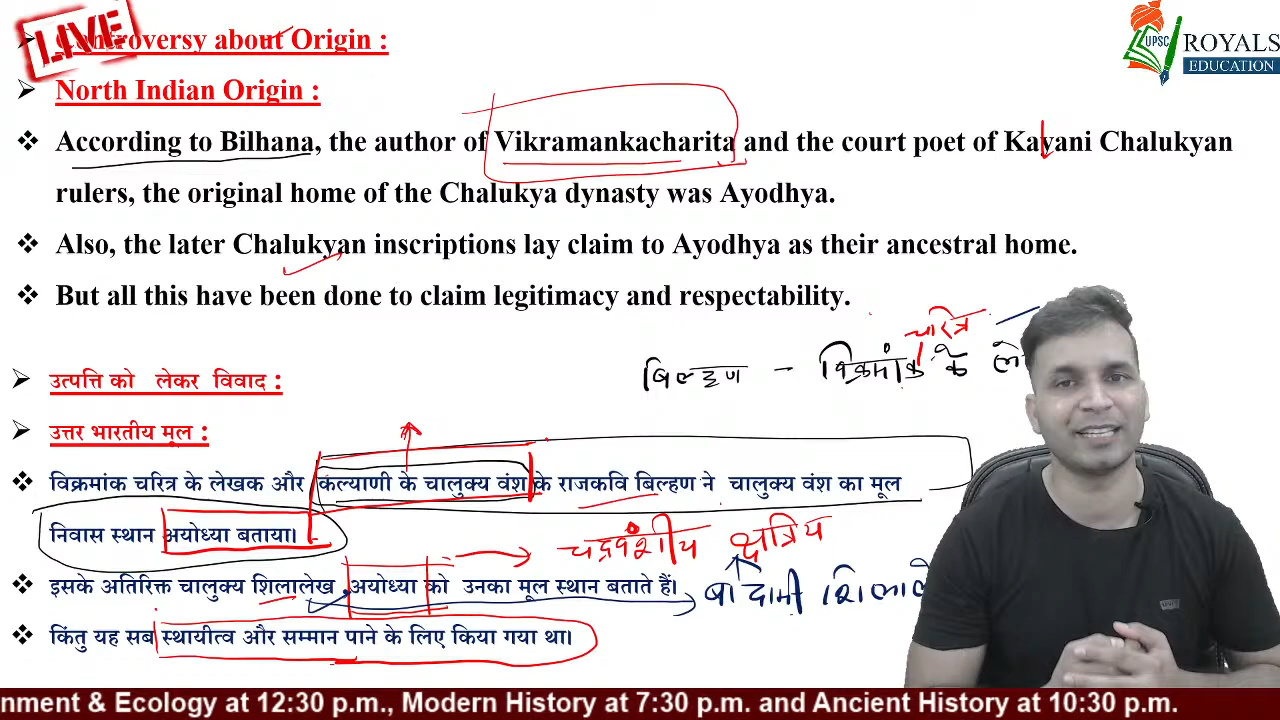 LIVE
Controversy about Origin :
UPSC ROYALS
EDUCATION
North Indian Origin :
According to Bilhana, the author of Vikramankacharita and the court poet of Kayani Chalukyan
rulers, the original home of the Chalukya dynasty was Ayodhya.
Also, the later Chalukyan inscriptions lay claim to Ayodhya as their ancestral home.
But all this have been done to claim legitimacy and respectability.
चारित्र
बिल्हण - विक्रमांक के
उत्पत्ति को लेकर विवाद :
उत्तर भारतीय मूल :
विक्रमांक चरित्र के लेखक और कल्याणी के चालुक्य वंश के राजकवि बिल्हण ने चालुक्य वंश का मूल
निवास स्थान अयोध्या बताया।
चद्रवंशीय क्षत्रिय
इसके अतिरिक्त चालुक्य शिलालेख अयोध्या को उनका मूल स्थान बताते हैं।
बादामी
किंतु यह सब स्थायीत्व और सम्मान पाने के लिए किया गया था।
nment & Ecology at 12:30 p.m., Modern History at 7:30 p.m. and Ancient History at 10:30 p.m.